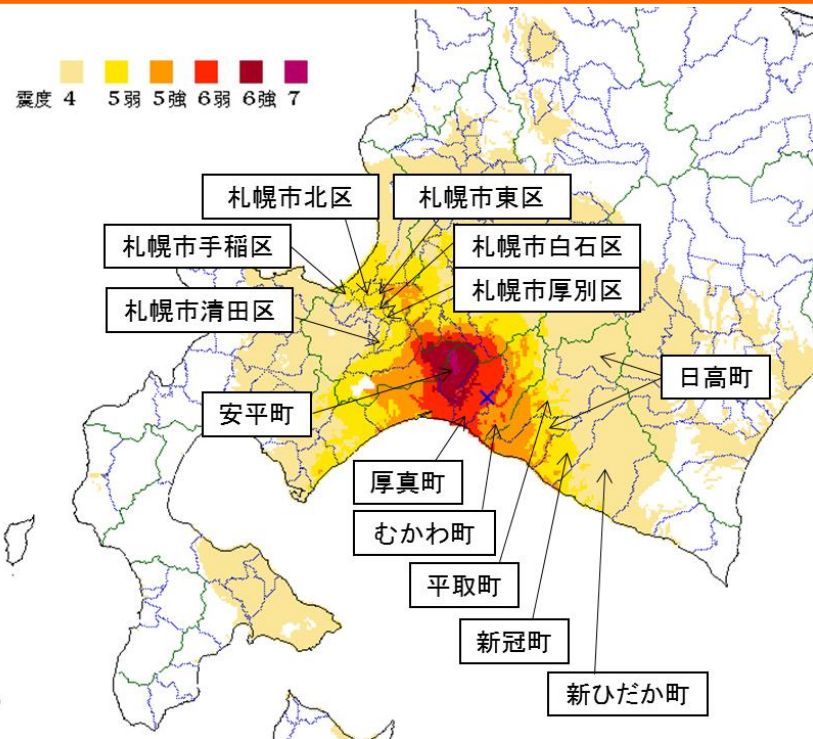 震度 4 5弱 5強 6弱 6強 7
札幌市北区 札幌市東区
札幌市手稲区 札幌市白石区
札幌市清田区 札幌市厚別区
日高町
安平町
厚真町
むかわ町
平取町
新冠町
新ひだか町